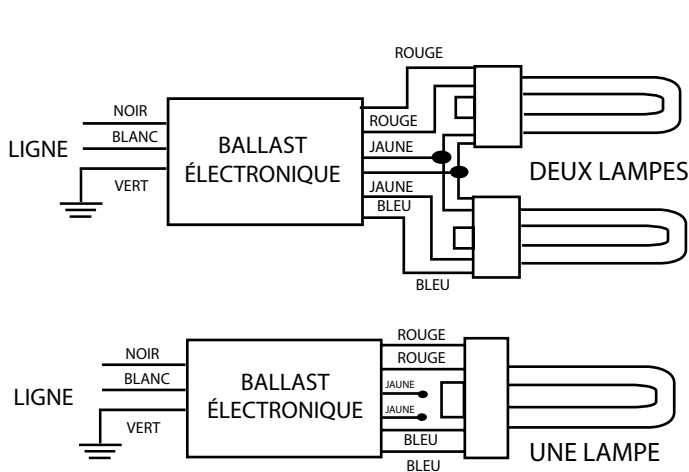 ROUGE
NOIR
ROUGE
LIGNE
BLANC
BALLAST
ÉLECTRONIQUE
JAUNE
DEUX LAMPES
VERT
JAUNE
BLEU
BLEU
ROUGE
NOIR
ROUGE
LIGNE
BLANC
BALLAST
ÉLECTRONIQUE
JAUNE
JAUNE
VERT
BLEU
UNE LAMPE
BLEU